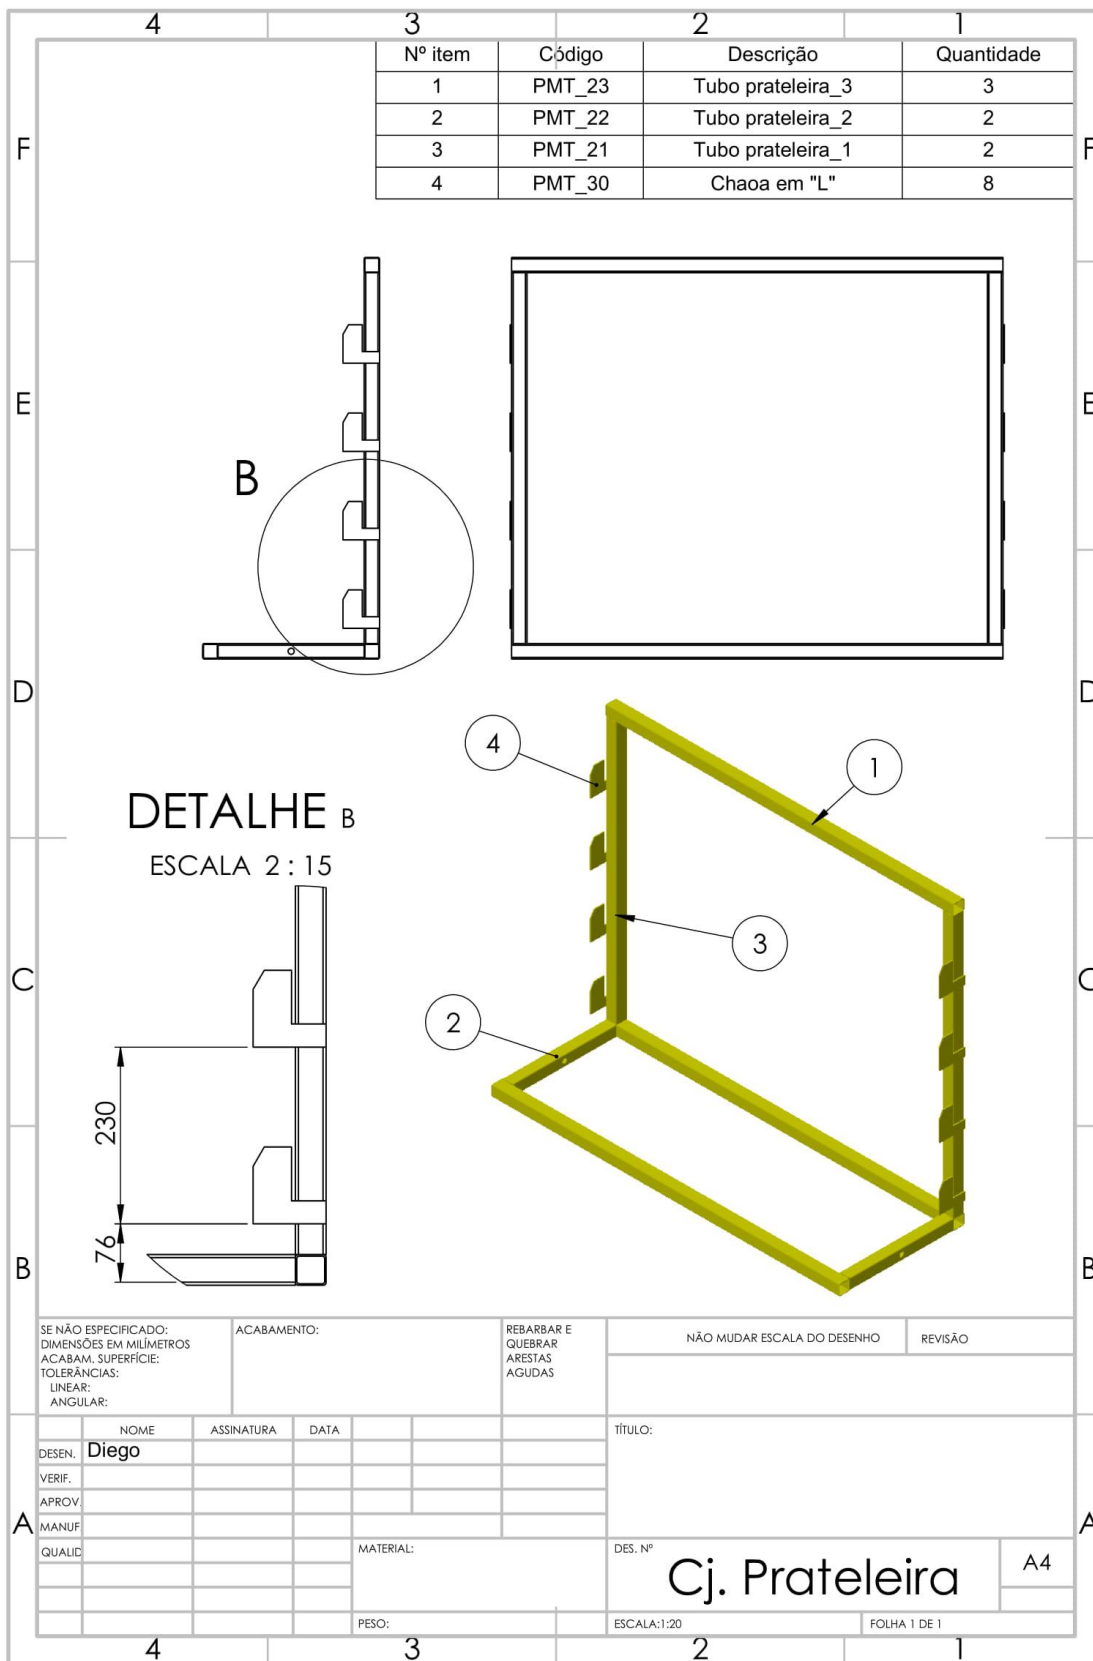 4 3 2 1
Nº item Código Descrição Quantidade
1 PMT_23 Tubo prateleira_3 3
2 PMT_22 Tubo prateleira_2 2
3 PMT_21 Tubo prateleira_1 2
4 PMT_30 Chaoa em "L" 8
F F
E E
B
D D
4
1
DETALHE B
ESCALA 2 : 15
3
C C
2
230
76
B B
SE NÃO ESPECIFICADO:
DIMENSÕES EM MILÍMETROS
ACABAM. SUPERFÍCIE:
TOLERÂNCIAS:
LINEAR:
ANGULAR:
ACABAMENTO:
REBARBAR E
QUEBRAR
ARESTAS
AGUDAS
NÃO MUDAR ESCALA DO DESENHO REVISÃO
NOME ASSINATURA DATA
TÍTULO:
DESEN. Diego
VERIF.
APROV.
A A
MANUF
QUALID
MATERIAL:
DES. Nº
Cj. Prateleira
A4
PESO:
ESCALA:1:20
FOLHA 1 DE 1
4 3 2 1